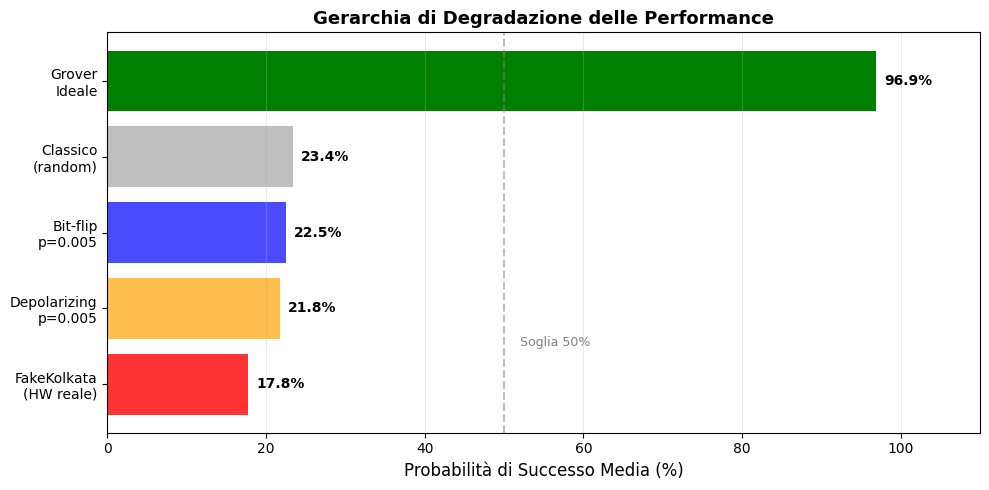 Gerarchia di Degradazione delle Performance
Grover
Ideale
96.9%
Classico
(random)
23.4%
Bit-flip
p=0.005
22.5%
Depolarizing
p=0.005
21.8%
Soglia 50%
FakeKolkata
(HW reale)
17.8%
0 20 40 60 80 100
Probabilità di Successo Media (%)